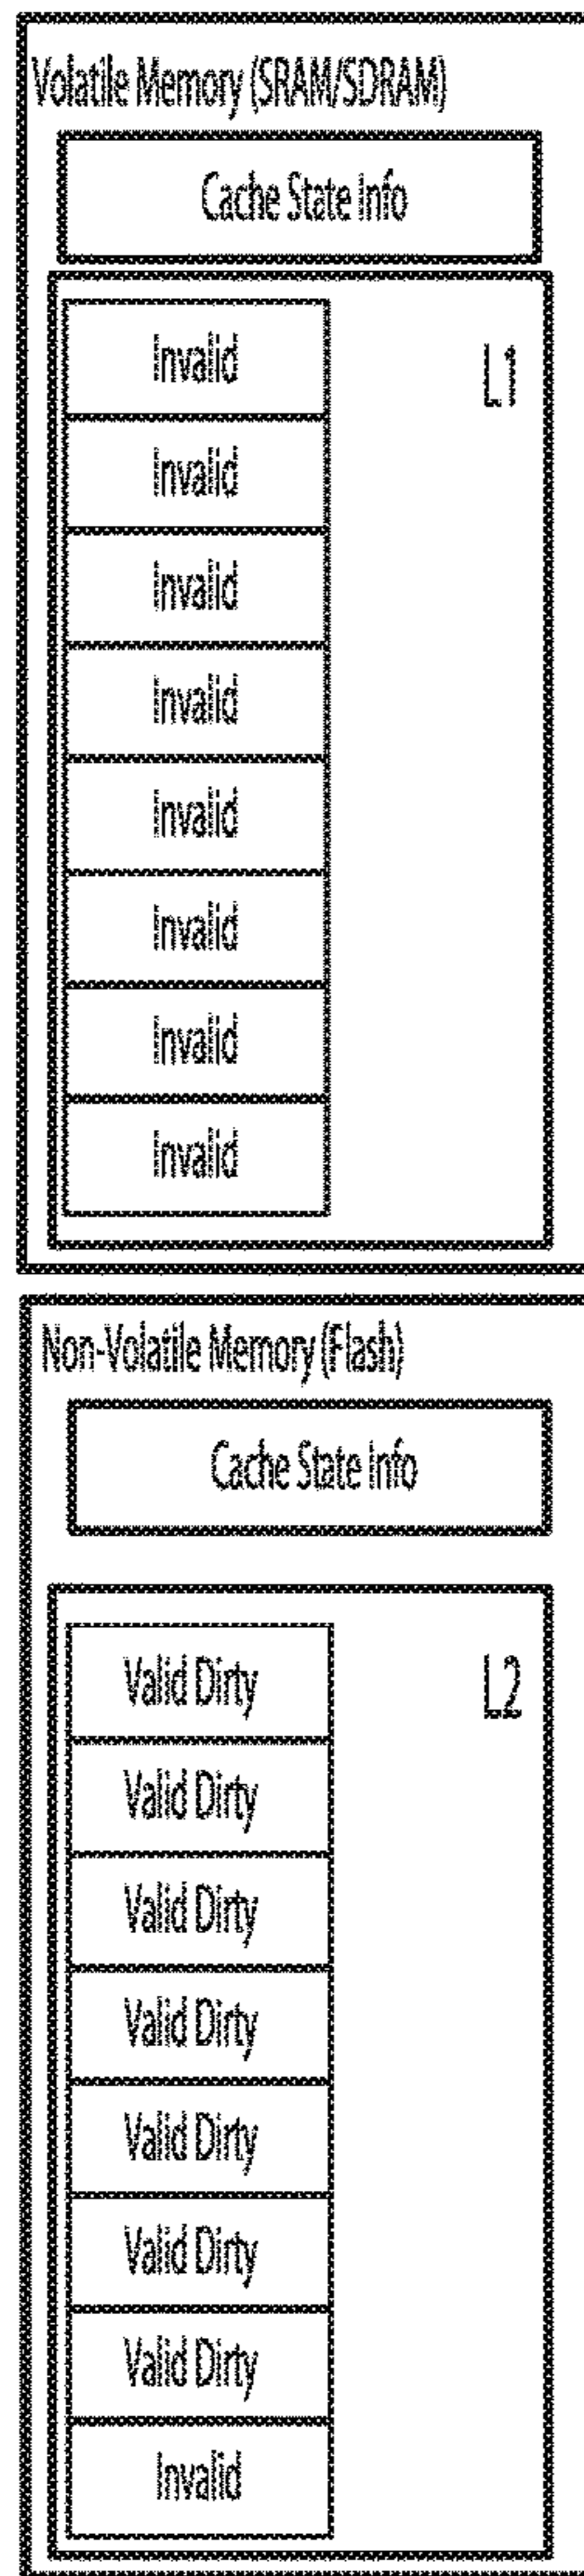 Volatile Memory (SRAM/SDRAM)
Cache State Info
L1
Invalid
Invalid
Invalid
Invalid
Invalid
Invalid
Invalid
Invalid
Non-Volatile Memory (Flash)
Cache State Info
L2
Valid Dirty
Valid Dirty
Valid Dirty
Valid Dirty
Valid Dirty
Valid Dirty
Valid Dirty
Invalid